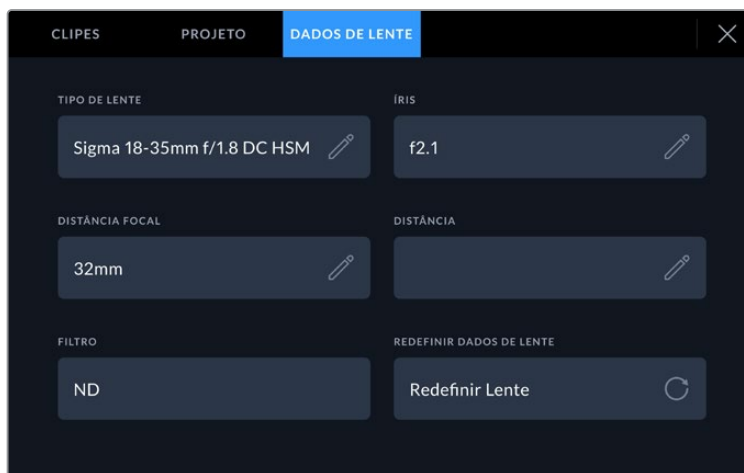 CLIPES PROJETO DADOS DE LENTE
TIPO DE LENTE ÍRIS
Sigma 18-35mm f/1.8 DC HSM f2.1
DISTÂNCIA FOCAL DISTÂNCIA
32mm
FILTRO REDEFINIR DADOS DE LENTE
ND Redefinir Lente